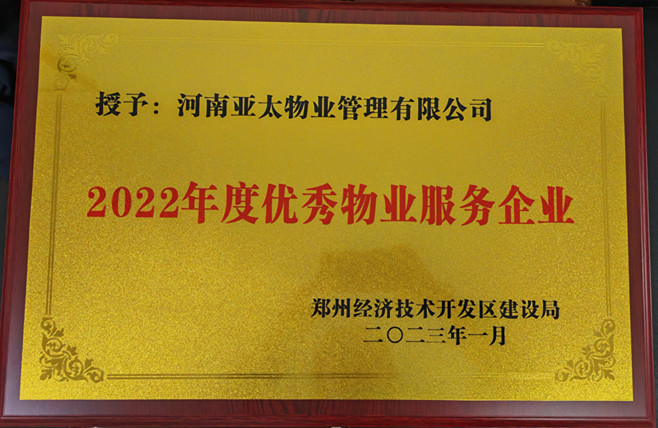 授予：河南亚太物业管理有限公司
2022年度优秀物业服务企业
郑州经济技术开发区建设局
二〇二三年一月